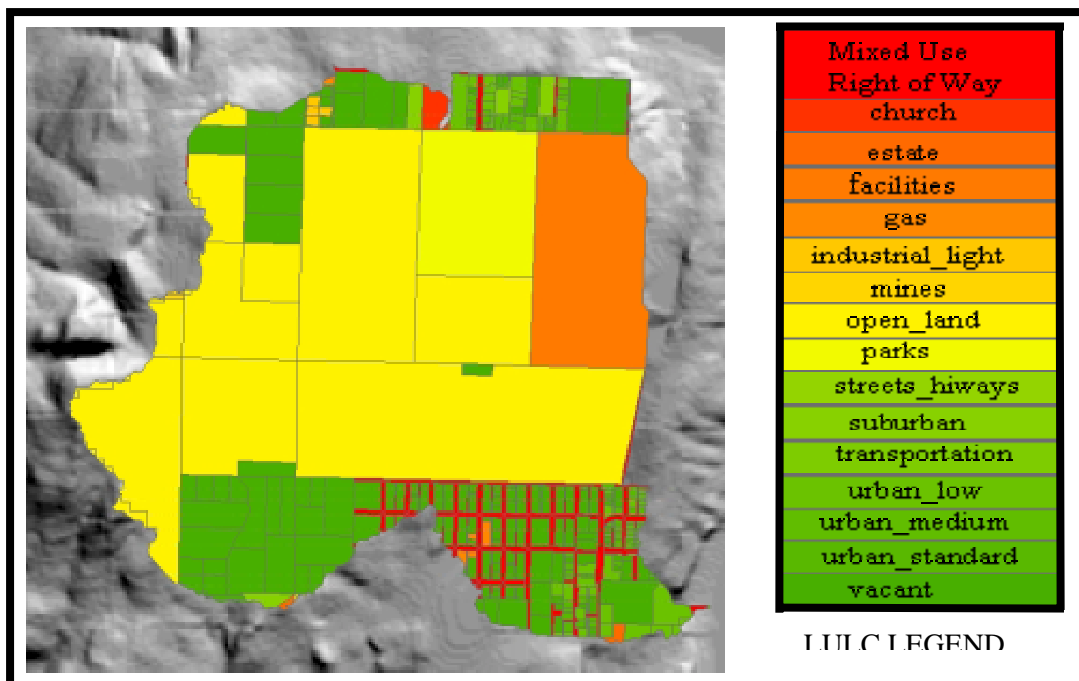 Mixed Use
Right of Way
church
estate
facilities
gas
industrial_light
mines
open_land
parks
streets_hiways
suburban
transportation
urban_low
urban_medium
urban_standard
vacant
LULC LEGEND